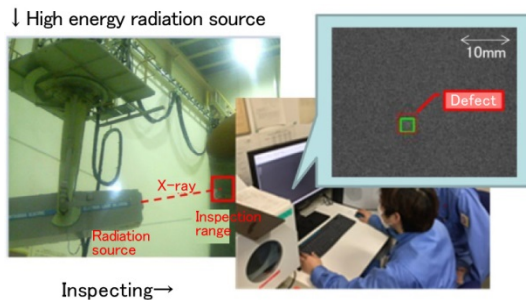 ↓High energy radiation source
10mm
Defect
X-ray
Inspection
range
Radiation
source
Inspecting→